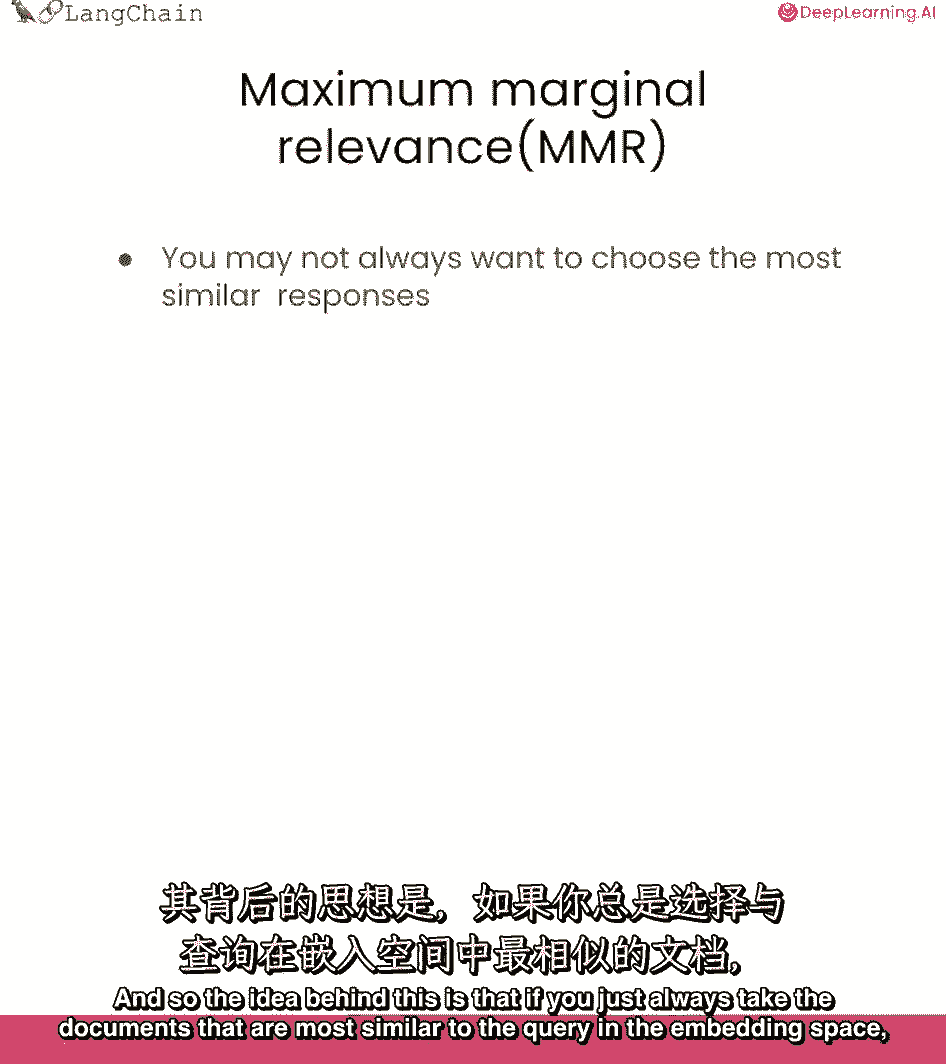 LangChain
DeepLearning.AI
Maximum marginal
relevance(MMR)
● You may not always want to choose the most
similar responses
其背后的思想是，如果你总是选择与
查询在嵌入空间中最相似的文档，
And so the idea behind this is that if you just always take the
documents that are most similar to the query in the embedding space,